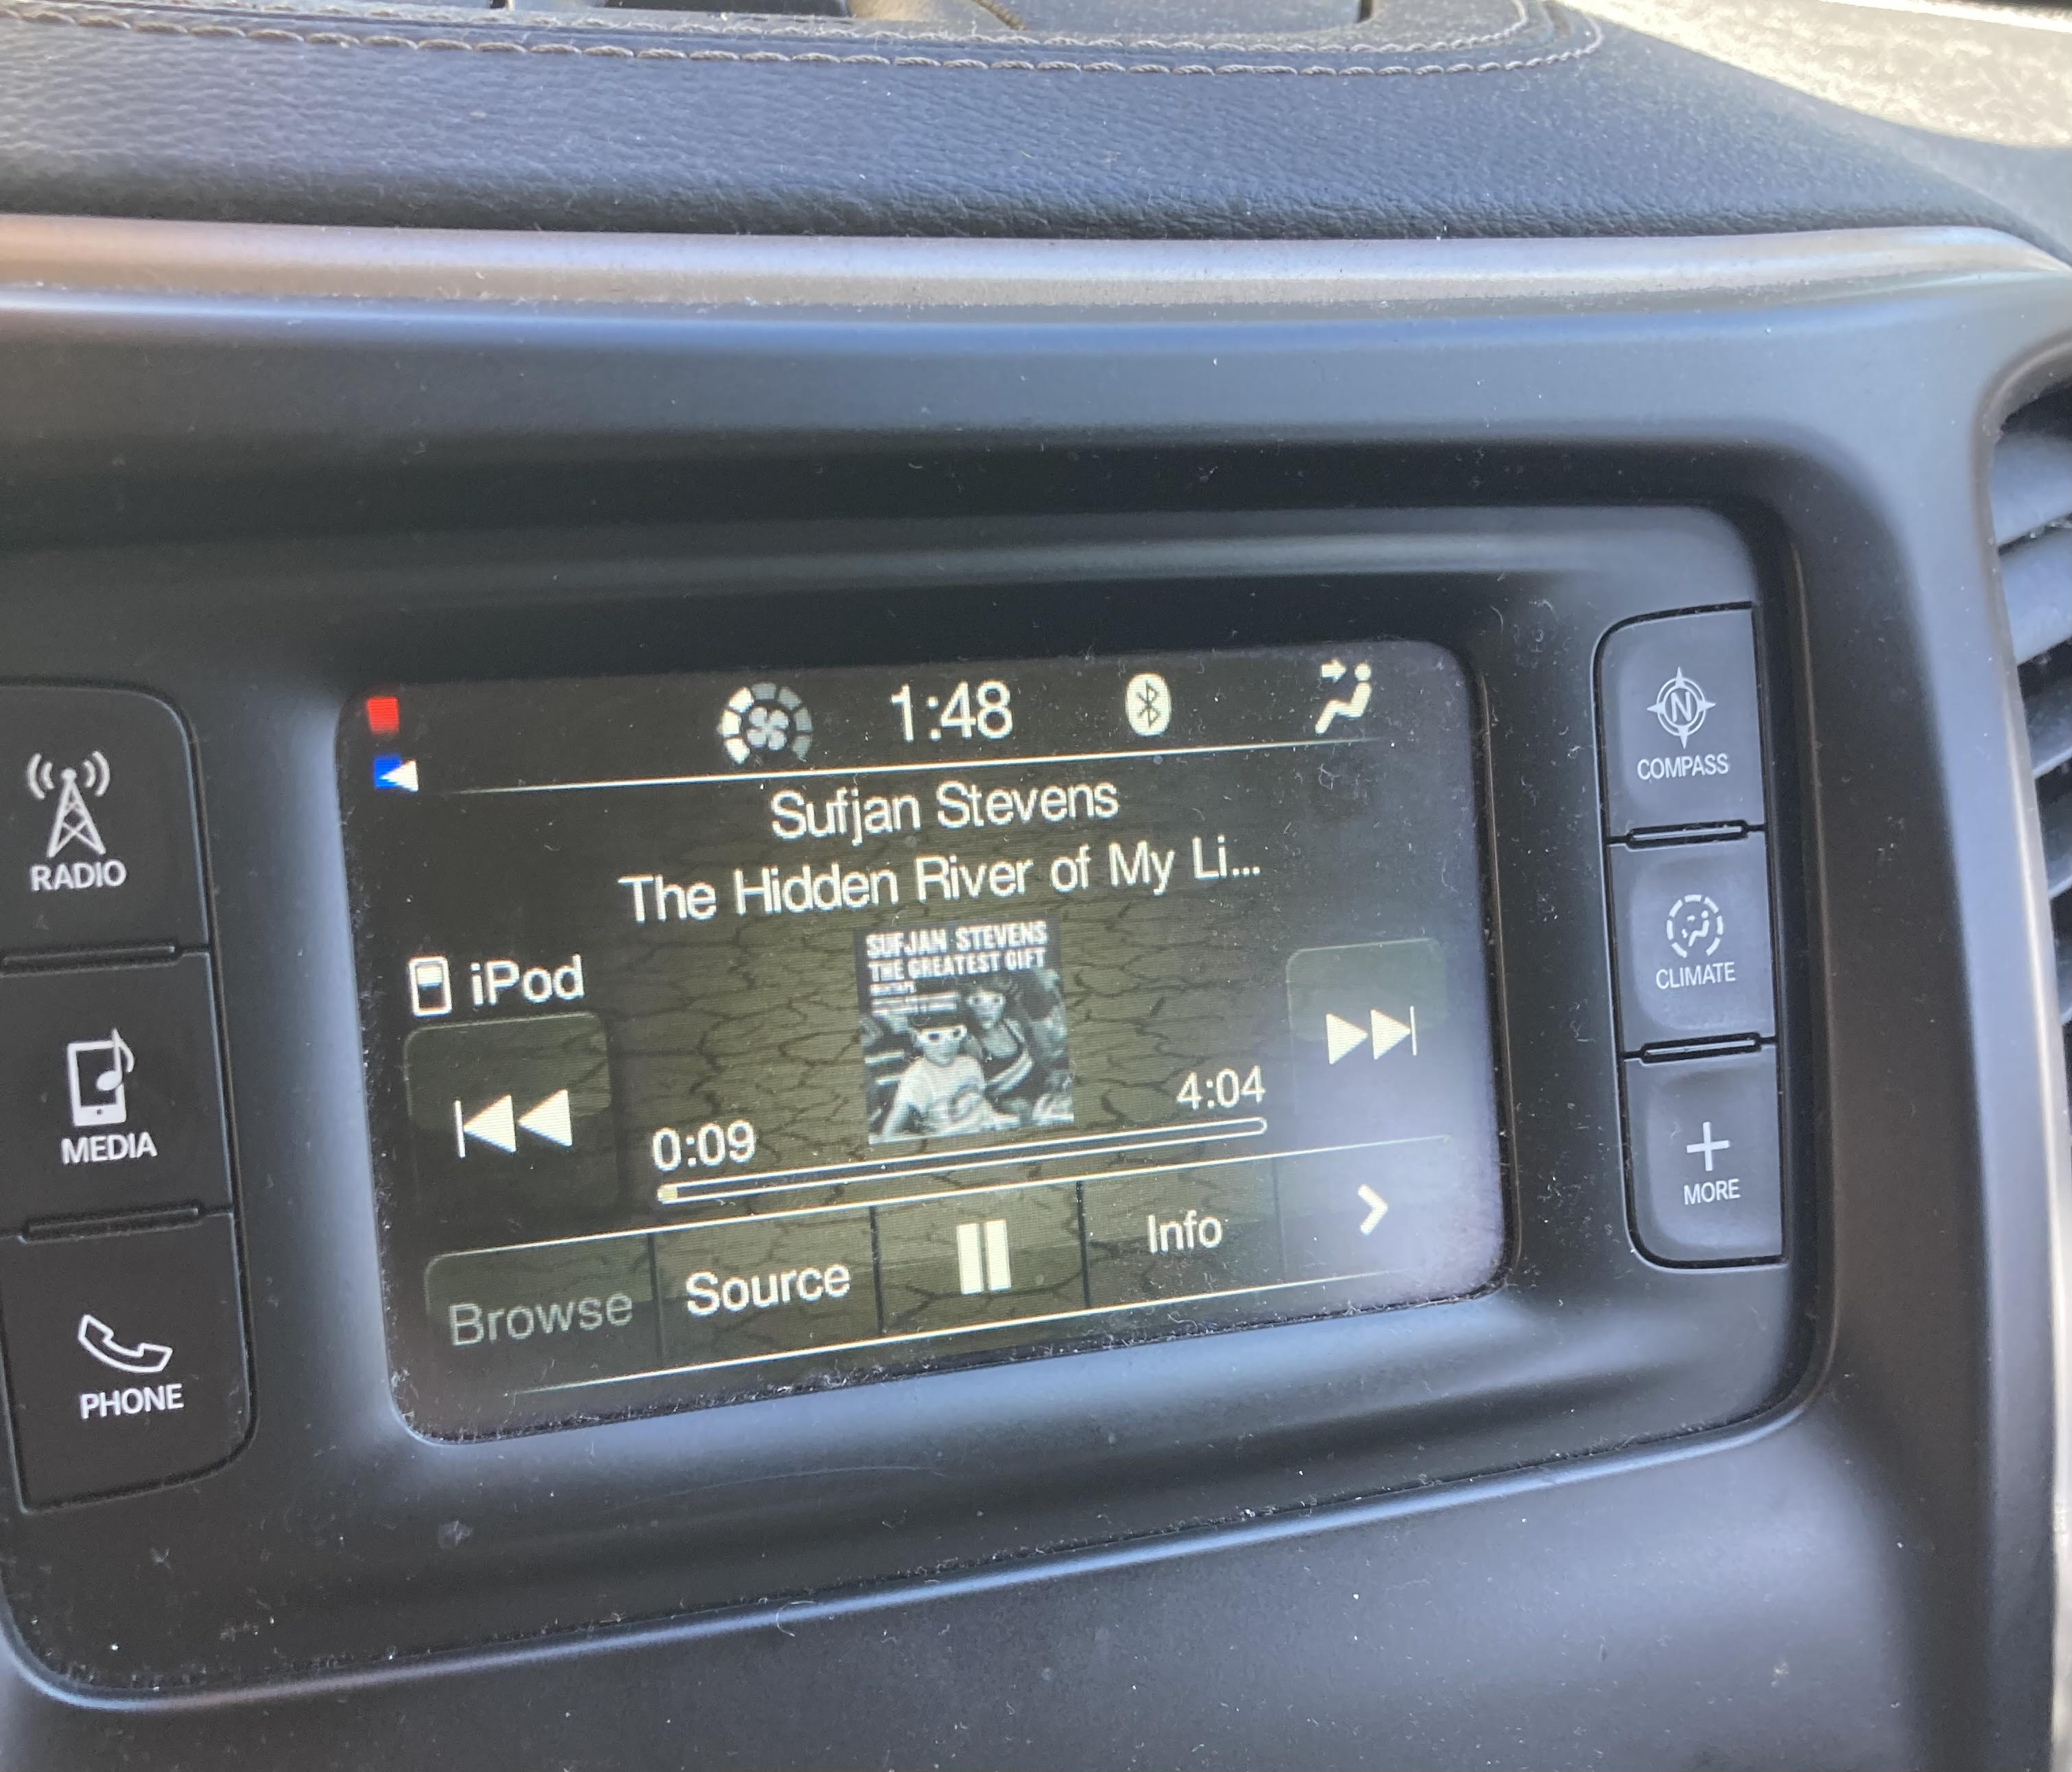 1:48
Sufjan Stevens
The Hidden River of My Li...
iPod
SUFJAN STEVENS
THE GREATEST GIFT
MIXTAPE
0:09
4:04
Browse
Source
Info
RADIO
MEDIA
PHONE
N
COMPASS
CLIMATE
MORE